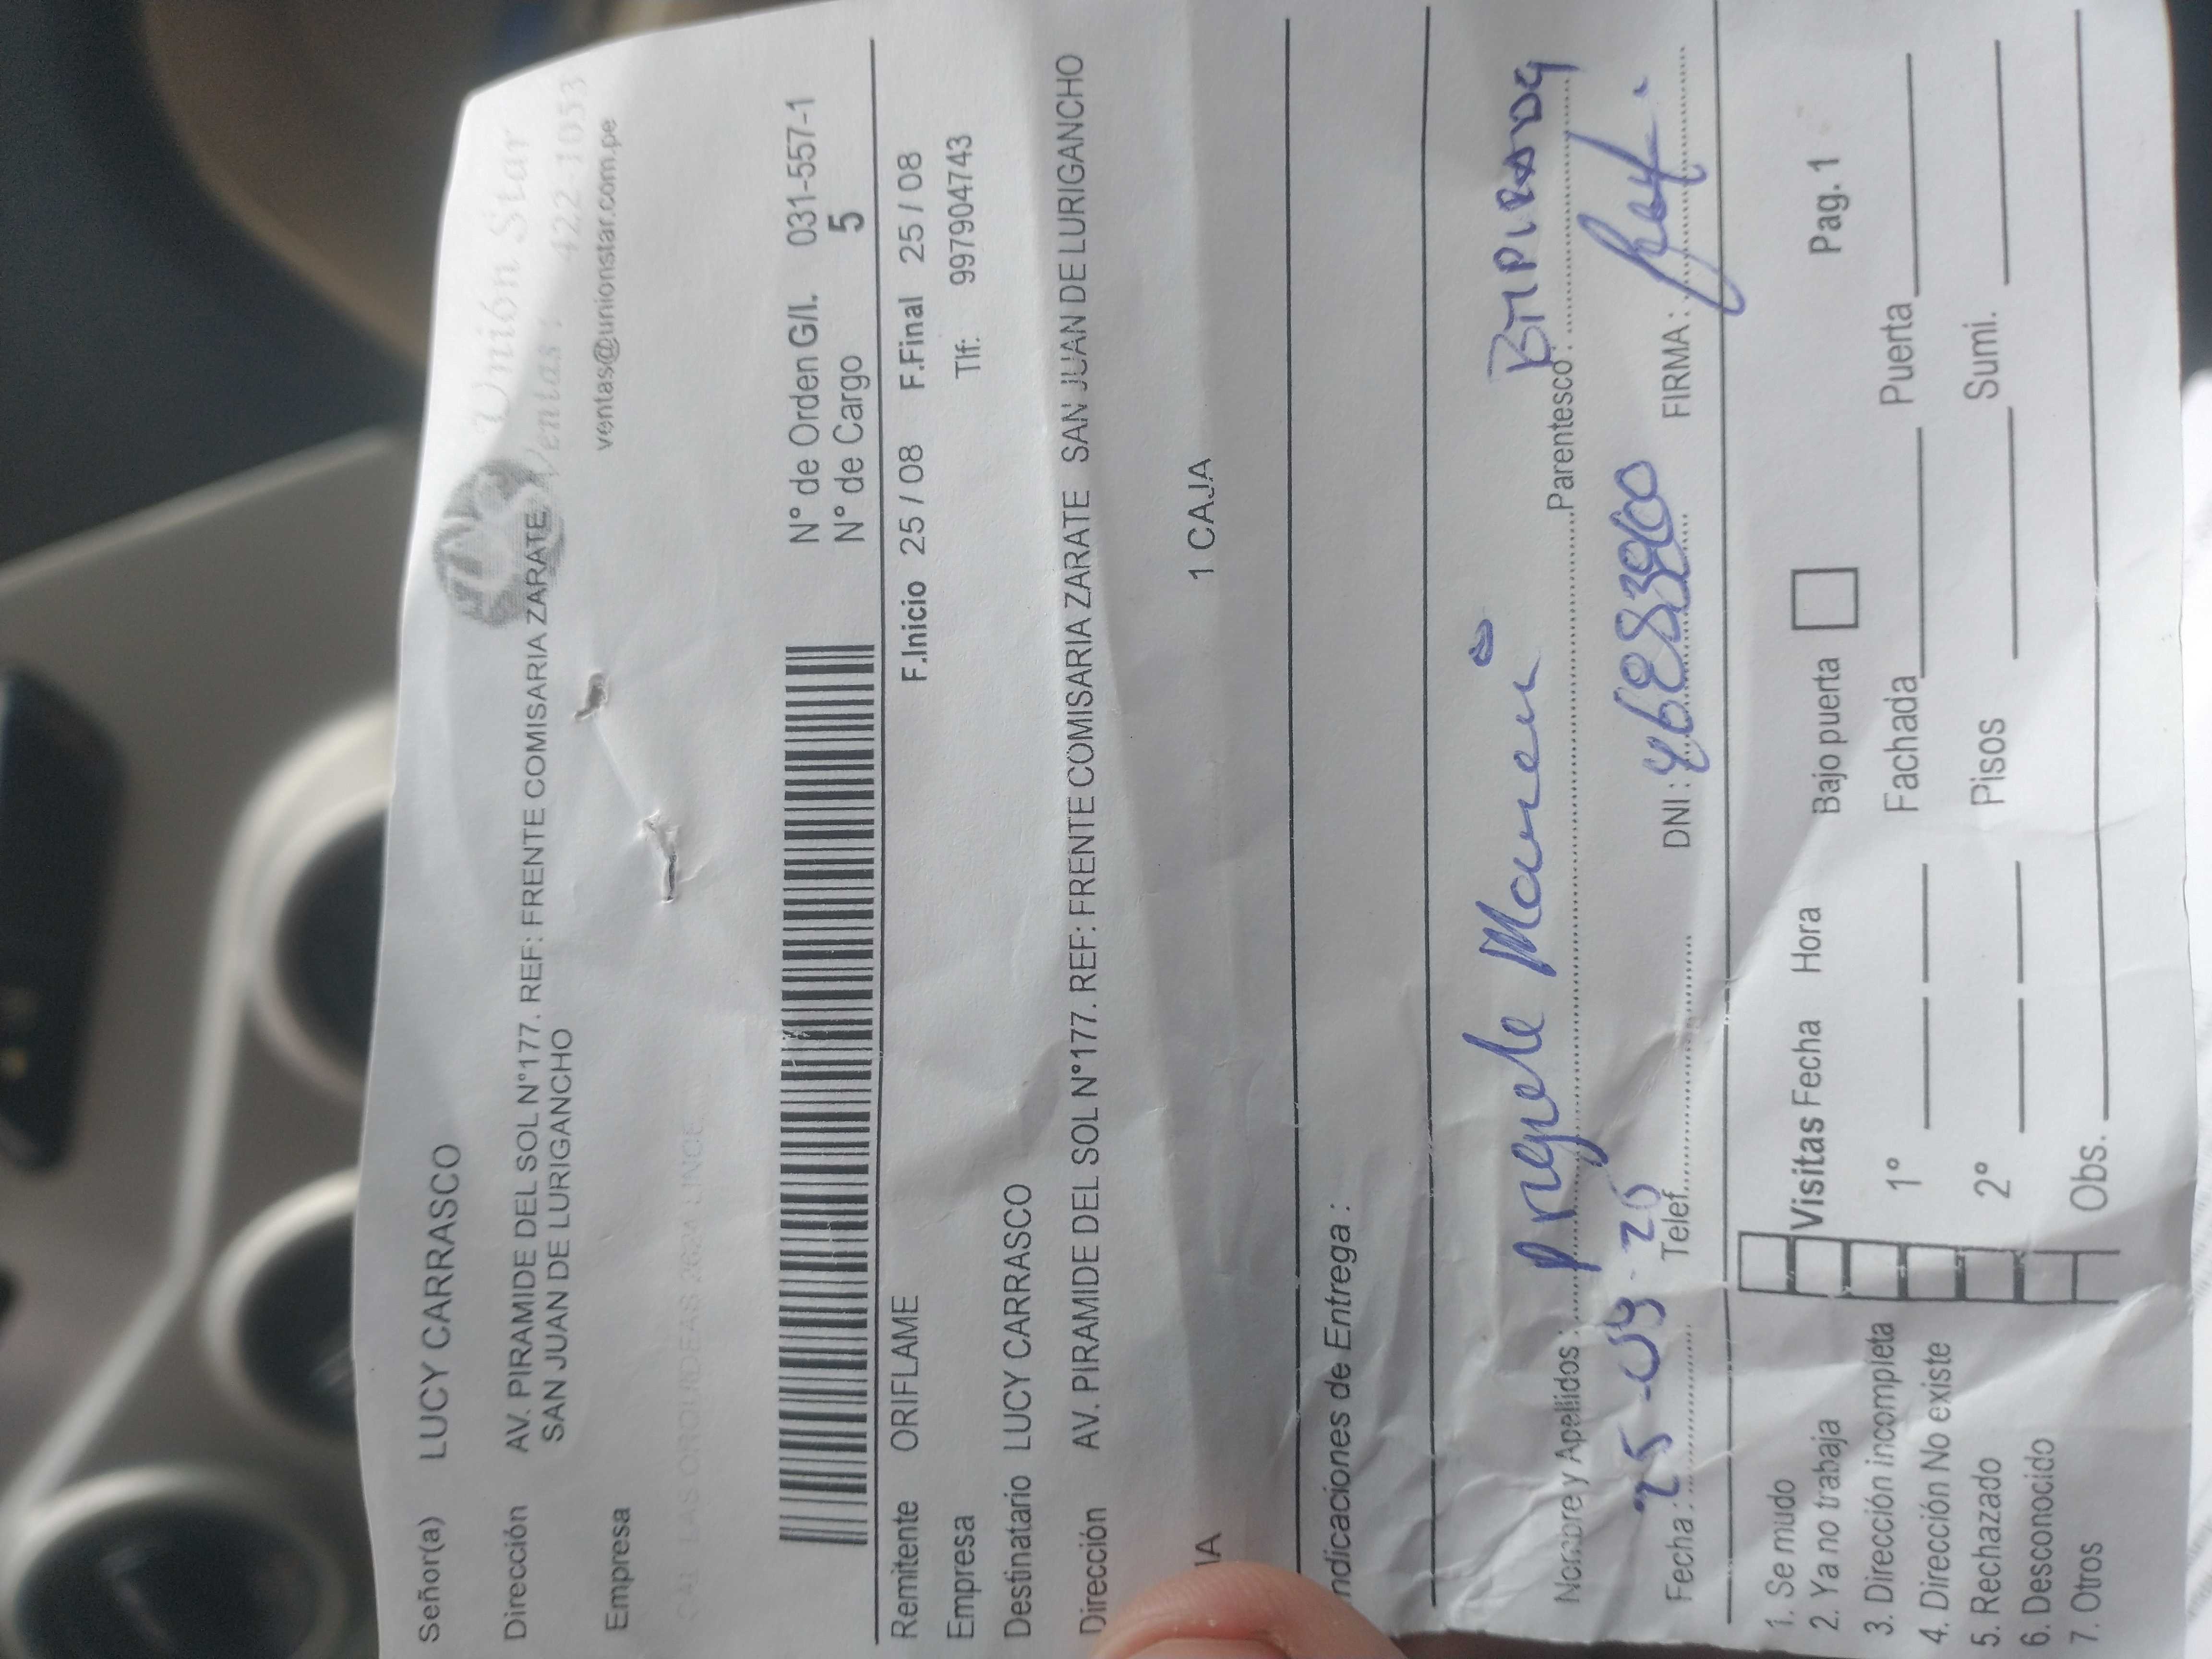 Unión Star
Ventas : 422-1053
ventas@unionstar.com.pe
Señor(a) LUCY CARRASCO
Dirección AV. PIRAMIDE DEL SOL N°177. REF: FRENTE COMISARIA ZARATE
SAN JUAN DE LURIGANCHO
Empresa
N° de Orden G/L 031-557-1
N° de Cargo 5
Remitente ORIFLAME F.Inicio 25 / 08 F.Final 25 / 08
Empresa Tlf: 997904743
Destinatario LUCY CARRASCO
Dirección AV. PIRAMIDE DEL SOL N°177. REF: FRENTE COMISARIA ZARATE SAN JUAN DE LURIGANCHO
IA 1 CAJA
ndicaciones de Entrega :
Nombre y Apellidos : Parentesco :
Fecha : 25 Telef. DNI : FIRMA :
1. Se mudo
2. Ya no trabaja
3. Dirección incompleta
4. Dirección No existe
5. Rechazado
6. Desconocido
7. Otros
Visitas Fecha Hora Bajo puerta Pag. 1
1° Fachada Puerta
2° Pisos Sumi.
Obs.